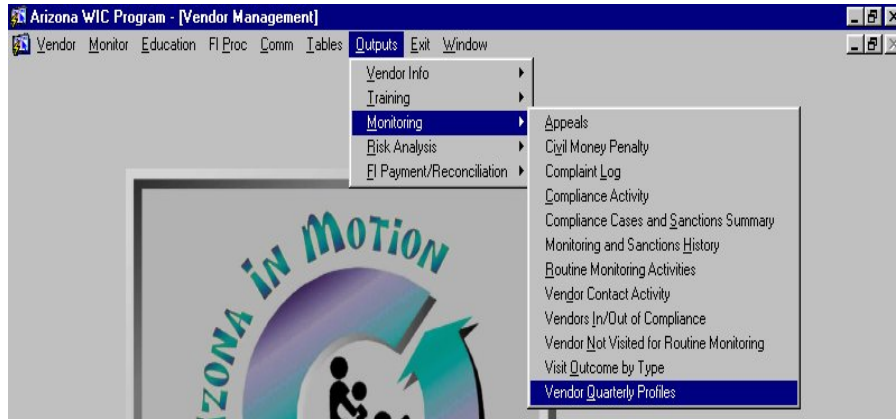 Arizona WIC Program - [Vendor Management]
Vendor Monitor Education FI Proc Comm Tables Outputs Exit Window
Vendor Info
Training
Monitoring
Risk Analysis
FI Payment/Reconciliation
Appeals
Civil Money Penalty
Complaint Log
Compliance Activity
Compliance Cases and Sanctions Summary
Monitoring and Sanctions History
Routine Monitoring Activities
Vendor Contact Activity
Vendors In/Out of Compliance
Vendor Not Visited for Routine Monitoring
Visit Outcome by Type
Vendor Quarterly Profiles
IZONA IN MOTION